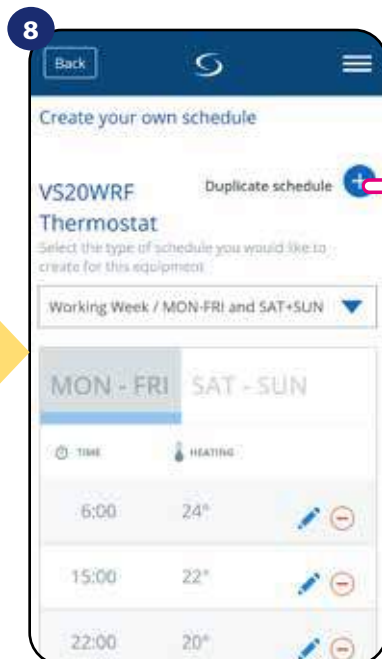 8
Back
Create your own schedule
VS20WRF
Thermostat
Duplicate schedule
Select the type of schedule you would like to
create for this equipment
Working Week / MON-FRI and SAT+SUN
MON - FRI SAT - SUN
TIME HEATING
6:00 24°
15:00 22°
22:00 20°